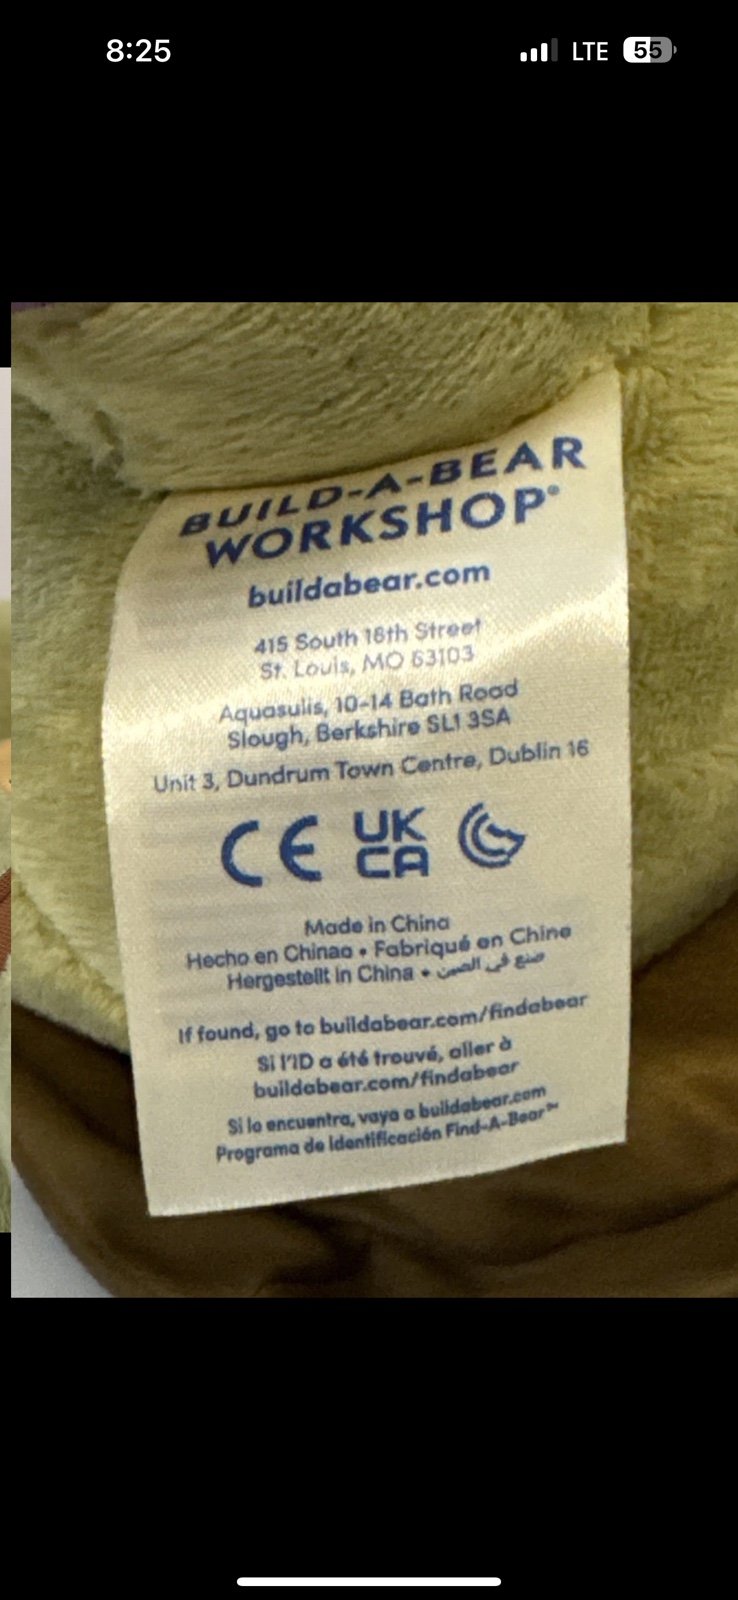 8:25
LTE 55
BUILD-A-BEAR
WORKSHOP®
buildabear.com
415 South 18th Street
St. Louis, MO 63103
Aquasulis, 10-14 Bath Road
Slough, Berkshire SL1 3SA
Unit 3, Dundrum Town Centre, Dublin 16
CE UK CA
Made in China
Hecho en Chinao • Fabriqué en Chine
Hergestellt in China • صنع في الصين
If found, go to buildabear.com/findabear
Si l'ID a été trouvé, aller à
buildabear.com/findabear
Si lo encuentra, vaya a buildabear.com
Programa de Identificación Find-A-Bear™